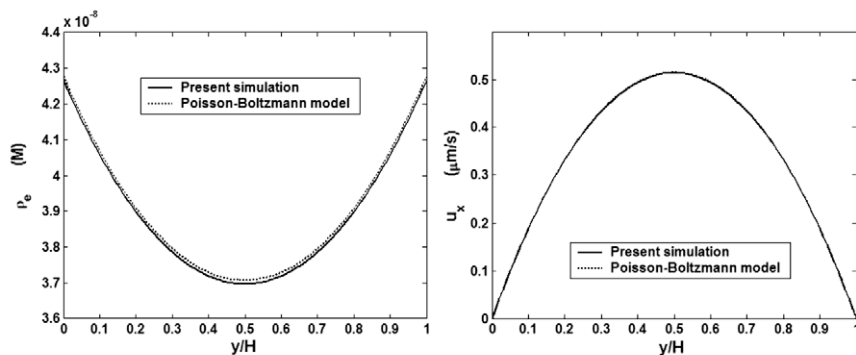 x 10⁻⁸
4.4
4.3
4.2
4.1
4
3.9
3.8
3.7
3.6
ρe (M)
Present simulation
Poisson-Boltzmann model
0 0.1 0.2 0.3 0.4 0.5 0.6 0.7 0.8 0.9 1
y/H
0.5
0.4
0.3
0.2
0.1
0
ux (μm/s)
Present simulation
Poisson-Boltzmann model
0 0.1 0.2 0.3 0.4 0.5 0.6 0.7 0.8 0.9 1
y/H